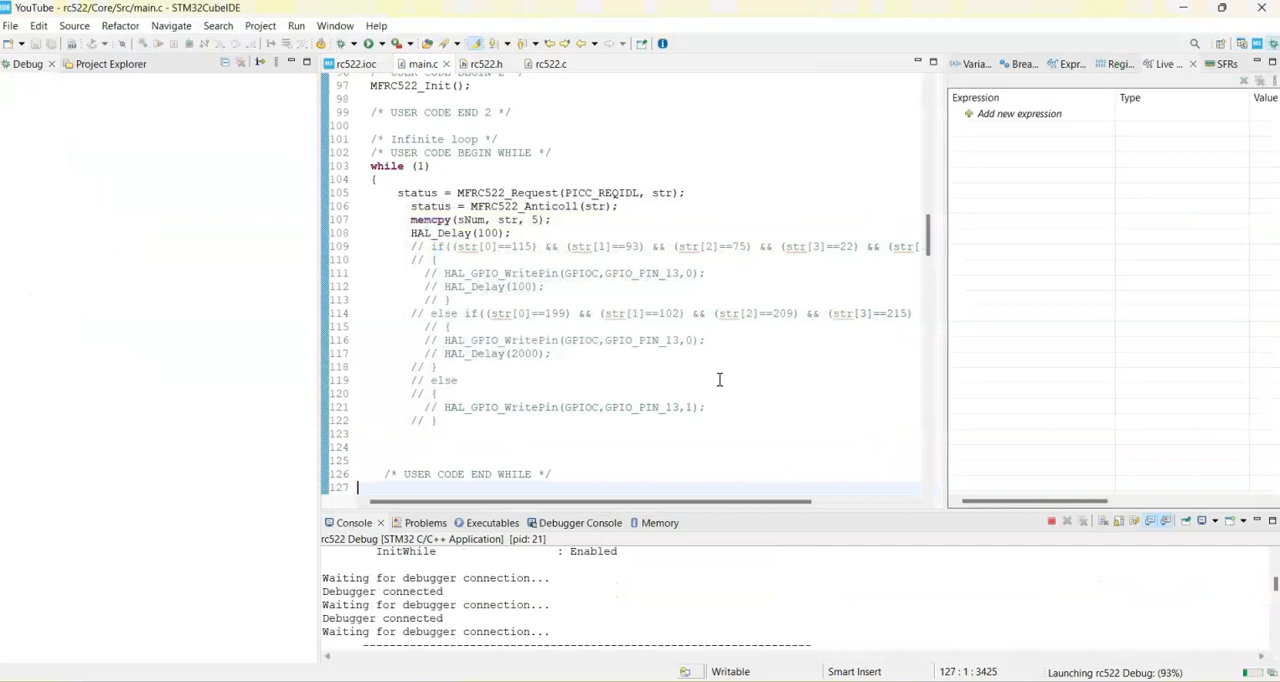 YouTube - rc522/Core/Src/main.c - STM32CubeIDE
File Edit Source Refactor Navigate Search Project Run Window Help
Debug Project Explorer
rc522.ioc main.c rc522.h rc522.c
97 MFRC522_Init();
98
99 /* USER CODE END 2 */
100
101 /* Infinite loop */
102 /* USER CODE BEGIN WHILE */
103 while (1)
104 {
105 status = MFRC522_Request(PICC_REQIDL, str);
106 status = MFRC522_Anticoll(str);
107 memcpy(sNum, str, 5);
108 HAL_Delay(100);
109 // if((str[0]==115) && (str[1]==93) && (str[2]==75) && (str[3]==22) && (str[
110 // {
111 // HAL_GPIO_WritePin(GPIOC,GPIO_PIN_13,0);
112 // HAL_Delay(100);
113 // }
114 // else if((str[0]==199) && (str[1]==102) && (str[2]==209) && (str[3]==215)
115 // {
116 // HAL_GPIO_WritePin(GPIOC,GPIO_PIN_13,0);
117 // HAL_Delay(2000);
118 // }
119 // else
120 // {
121 // HAL_GPIO_WritePin(GPIOC,GPIO_PIN_13,1);
122 // }
123
124
125
126 /* USER CODE END WHILE */
127
Varia... Brea... Expr... Regi... Live ... SFRs
Expression Type Value
Add new expression
Console Problems Executables Debugger Console Memory
rc522 Debug [STM32 C/C++ Application] [pid: 21]
InitWhile : Enabled
Waiting for debugger connection...
Debugger connected
Waiting for debugger connection...
Debugger connected
Waiting for debugger connection...
------------------------------------------------------------------
Writable Smart Insert 127 : 1 : 3425 Launching rc522 Debug: (93%)